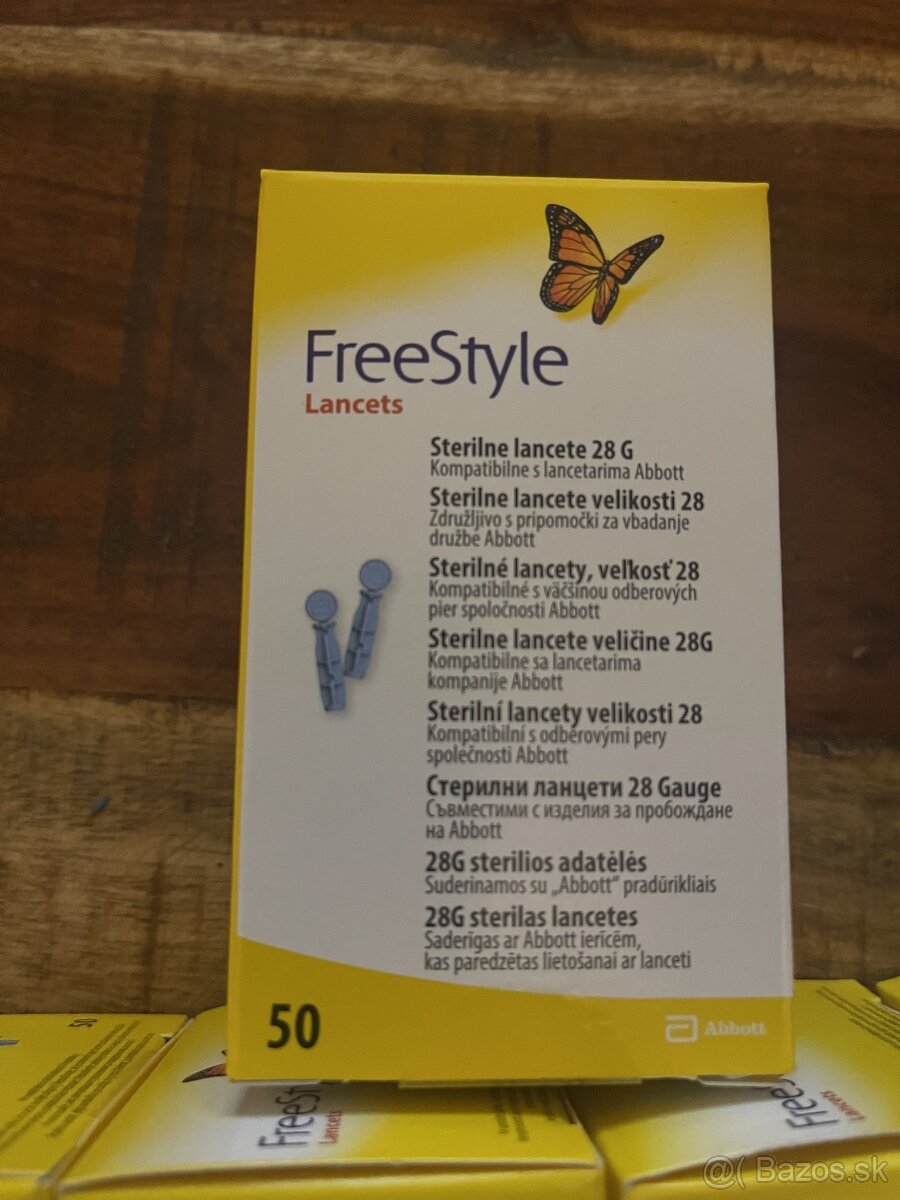 FreeStyle
Lancets
Sterilne lancete 28 G
Kompatibilne s lancetarima Abbott
Sterilne lancete velikosti 28
Združljivo s pripomočki za vbadanje
družbe Abbott
Sterilné lancety, veľkosť 28
Kompatibilné s väčšinou odberových
pier spoločnosti Abbott
Sterilne lancete veličine 28G
Kompatibilne sa lancetarima
kompanije Abbott
Sterilní lancety velikosti 28
Kompatibilní s odběrovými pery
společnosti Abbott
Стерилни ланцети 28 Gauge
Съвместими с изделия за пробождане
на Abbott
28G sterilios adatėlės
Suderinamos su „Abbott“ pradūrikliais
28G sterilas lancetes
Saderīgas ar Abbott ierīcēm,
kas paredzētas lietošanai ar lanceti
50
Abbott
50
FreeSt
Lancets
Frees
Lancets
@( Bazos.sk